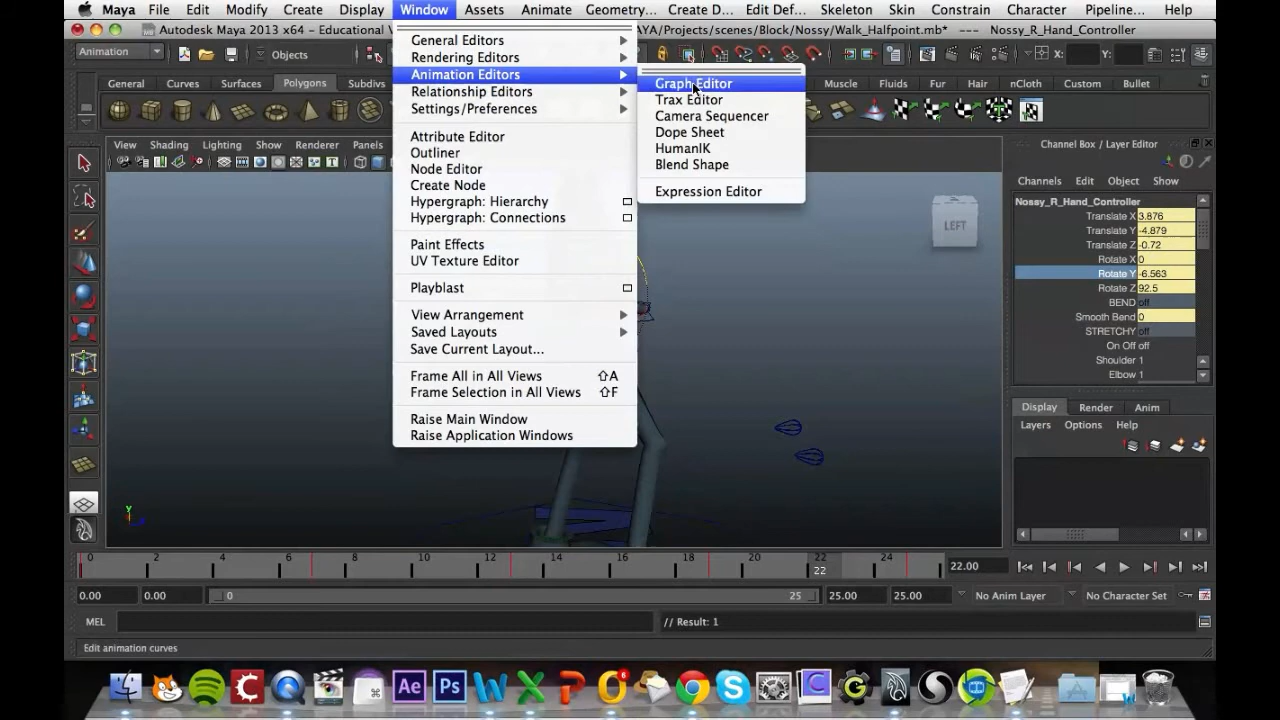 Maya File Edit Modify Create Display Window Assets Animate Geometry... Create D... Edit Def... Skeleton Skin Constrain Character Pipeline... Help
Autodesk Maya 2013 x64 - Educational V
YA/Projects/scenes/Block/Nossy/Walk_Halfpoint.mb* --- Nossy_R_Hand_Controller
Animation
Objects
X:
Y:
General
Curves
Surfaces
Polygons
Subdivs
Muscle
Fluids
Fur
Hair
nCloth
Custom
Bullet
View Shading Lighting Show Renderer Panels
General Editors
Rendering Editors
Animation Editors
Relationship Editors
Settings/Preferences
Attribute Editor
Outliner
Node Editor
Create Node
Hypergraph: Hierarchy
Hypergraph: Connections
Paint Effects
UV Texture Editor
Playblast
View Arrangement
Saved Layouts
Save Current Layout...
Frame All in All Views ⇧A
Frame Selection in All Views ⇧F
Raise Main Window
Raise Application Windows
Graph Editor
Trax Editor
Camera Sequencer
Dope Sheet
HumanIK
Blend Shape
Expression Editor
LEFT
Channel Box / Layer Editor
Channels Edit Object Show
Nossy_R_Hand_Controller
Translate X 3.876
Translate Y -4.879
Translate Z -0.72
Rotate X 0
Rotate Y -6.563
Rotate Z 92.5
BEND off
Smooth Bend 0
STRETCHY off
On Off off
Shoulder 1
Elbow 1
Display Render Anim
Layers Options Help
y
0 2 4 6 8 10 12 14 16 18 20 22 24
22
22.00
0.00
0.00
0
25
25.00
25.00
No Anim Layer
No Character Set
MEL
// Result: 1
Edit animation curves
Ae
Ps
6